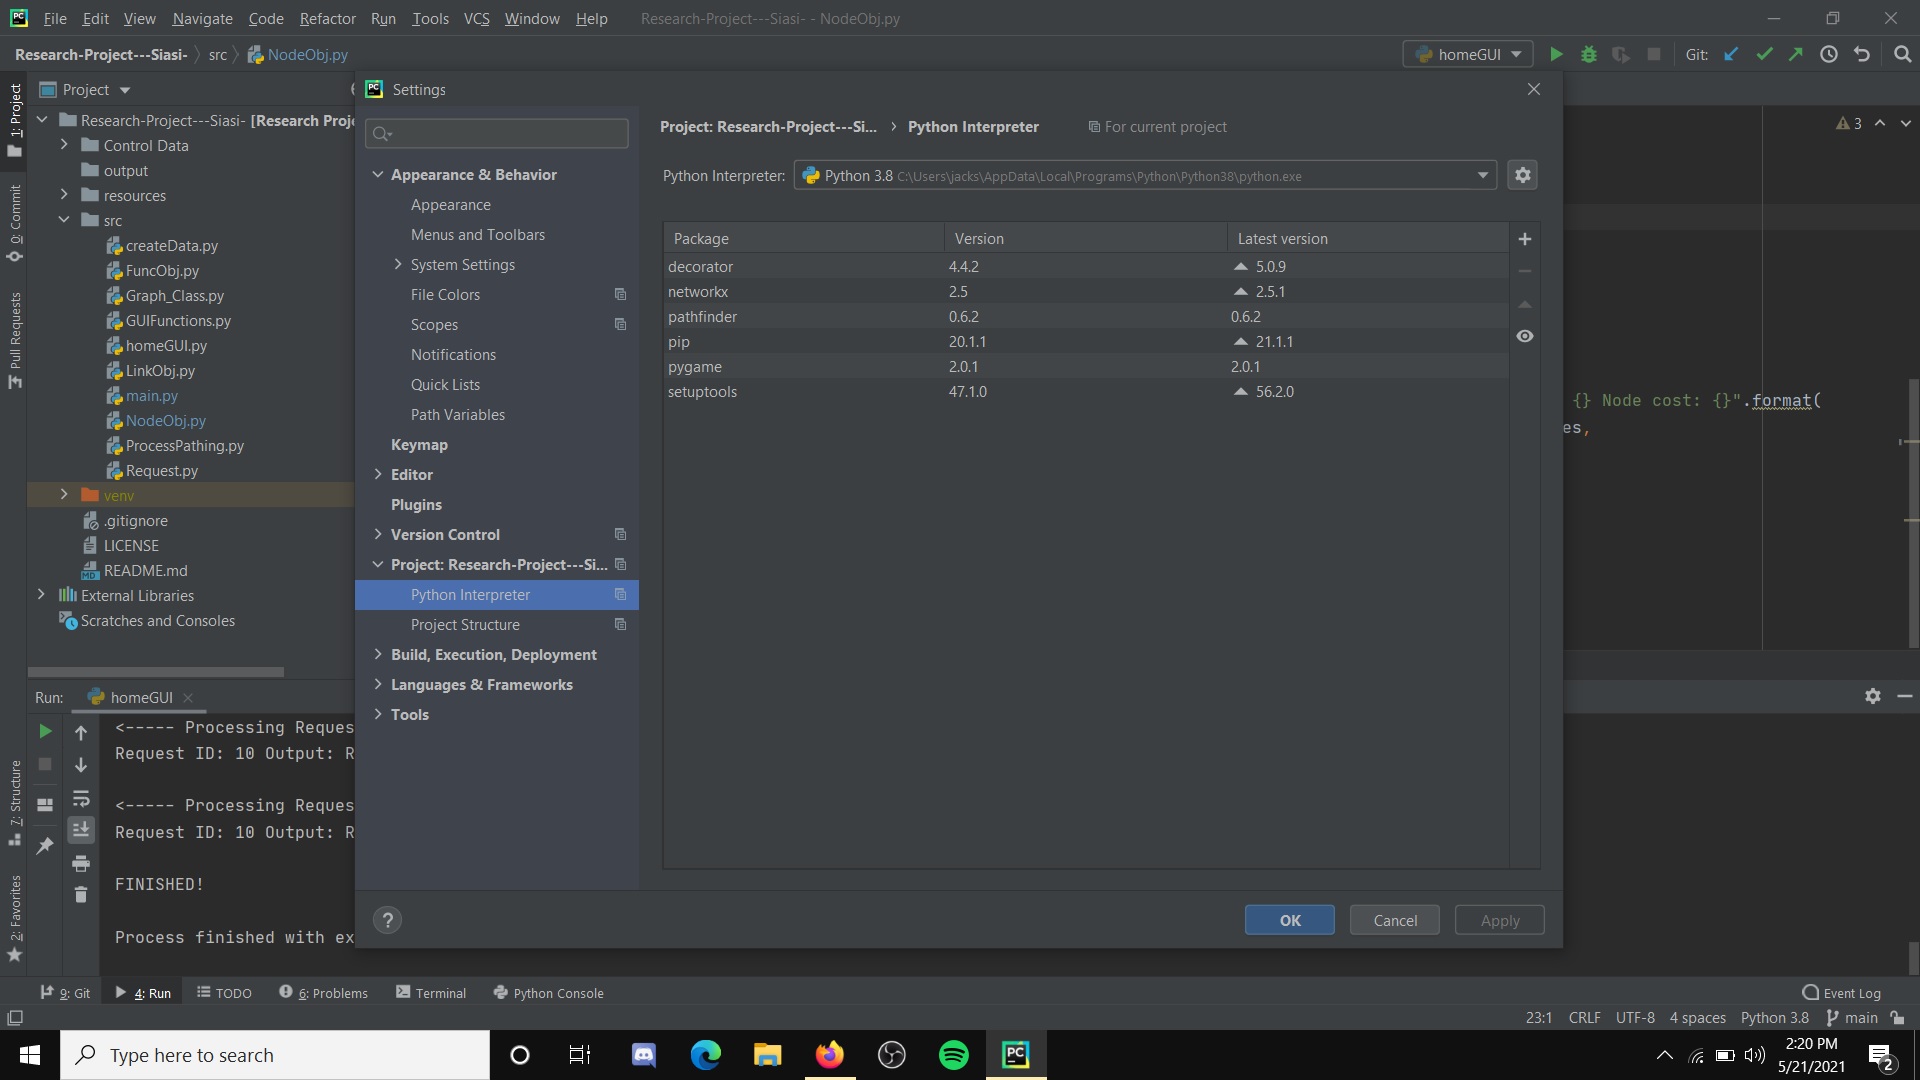 File Edit View Navigate Code Refactor Run Tools VCS Window Help Research-Project---Siasi- - NodeObj.py
Research-Project---Siasi- src NodeObj.py homeGUI Git:
1: Project
0: Commit
Pull Requests
7: Structure
2: Favorites
Project
Research-Project---Siasi- [Research Proje
Control Data
output
resources
src
createData.py
FuncObj.py
Graph_Class.py
GUIFunctions.py
homeGUI.py
LinkObj.py
main.py
NodeObj.py
ProcessPathing.py
Request.py
venv
.gitignore
LICENSE
README.md
External Libraries
Scratches and Consoles
Settings
Appearance & Behavior
Appearance
Menus and Toolbars
System Settings
File Colors
Scopes
Notifications
Quick Lists
Path Variables
Keymap
Editor
Plugins
Version Control
Project: Research-Project---Si...
Python Interpreter
Project Structure
Build, Execution, Deployment
Languages & Frameworks
Tools
Project: Research-Project---Si... › Python Interpreter For current project
Python Interpreter: Python 3.8 C:\Users\jacks\AppData\Local\Programs\Python\Python38\python.exe
Package Version Latest version
decorator 4.4.2 5.0.9
networkx 2.5 2.5.1
pathfinder 0.6.2 0.6.2
pip 20.1.1 21.1.1
pygame 2.0.1 2.0.1
setuptools 47.1.0 56.2.0
? OK Cancel Apply
3
{} Node cost: {}".format(
es,
Run: homeGUI
<----- Processing Reques
Request ID: 10 Output: R
<----- Processing Reques
Request ID: 10 Output: R
FINISHED!
Process finished with ex
9: Git 4: Run TODO 6: Problems Terminal Python Console Event Log
23:1 CRLF UTF-8 4 spaces Python 3.8 main
Type here to search
2:20 PM
5/21/2021
2